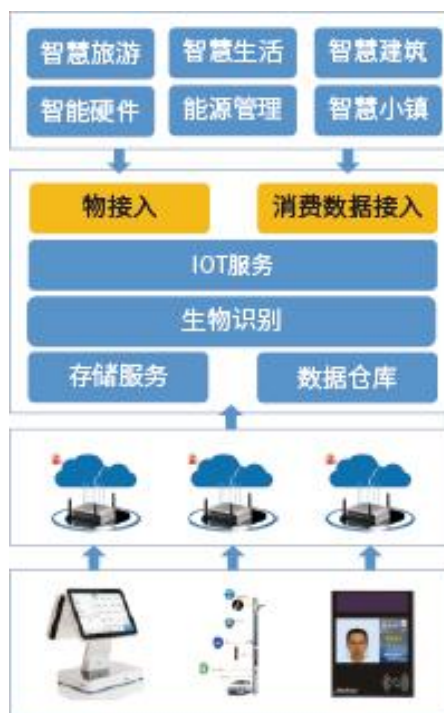 智慧旅游 智慧生活 智慧建筑
智能硬件 能源管理 智慧小镇
物接入 消费数据接入
IOT服务
生物识别
存储服务 数据仓库